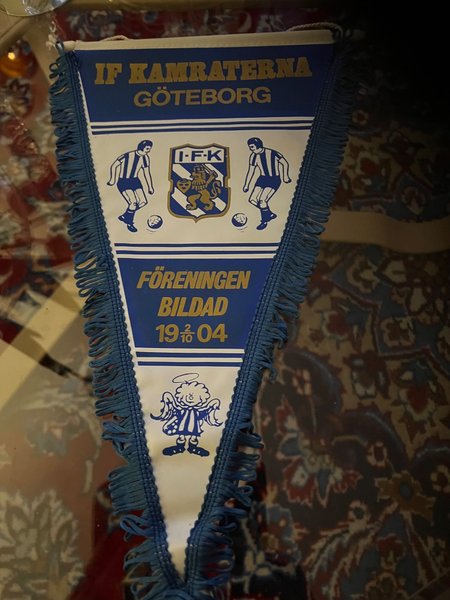 IF KAMRATERNA
GÖTEBORG
I·F·K
FÖRENINGEN
BILDAD
19 2/10 04